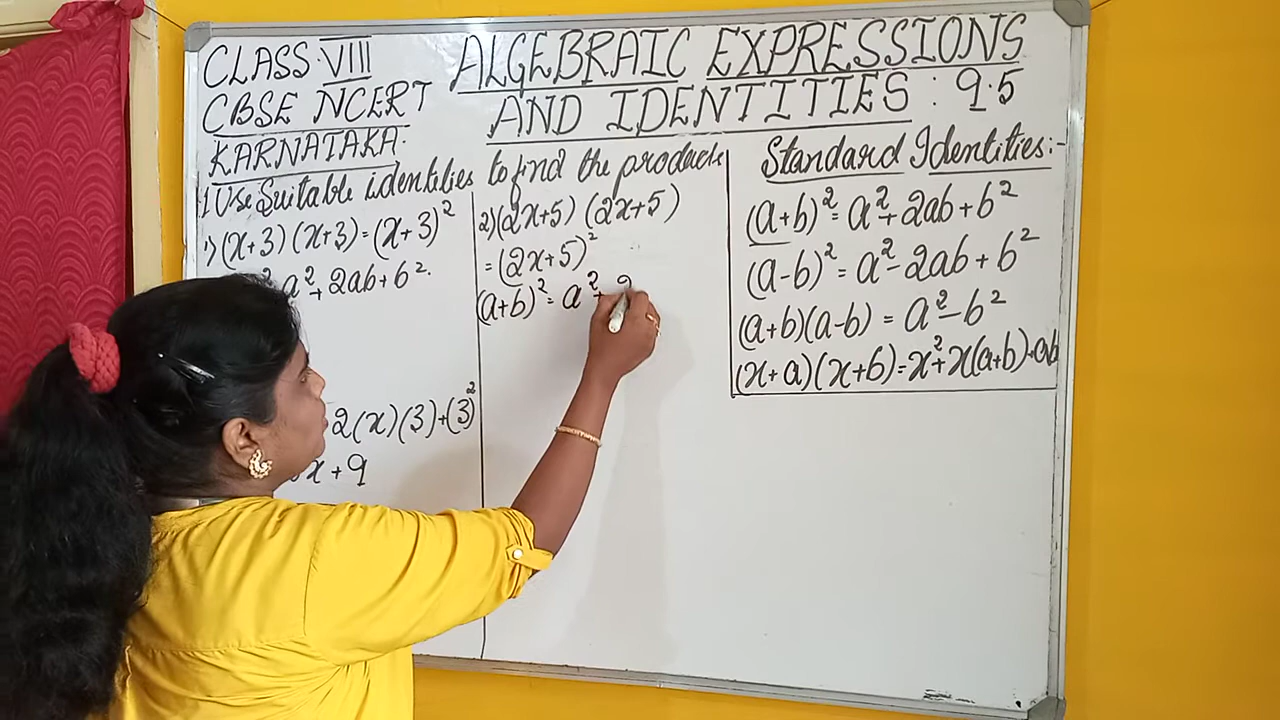 CLASS VIII
CBSE NCERT
KARNATAKA.
ALGEBRAIC EXPRESSIONS
AND IDENTITIES : 9.5
1 Use Suitable identities to find the product
1) (x+3) (x+3) = (x+3)²
² a² + 2ab + b².
2(x)(3) + (3)²
x + 9
2) (2x+5) (2x+5)
= (2x+5)²
(a+b)² = a² + 2
Standard Identities:-
(a+b)² = a² + 2ab + b²
(a-b)² = a² - 2ab + b²
(a+b)(a-b) = a² - b²
(x+a)(x+b) = x² + x(a+b) + ab